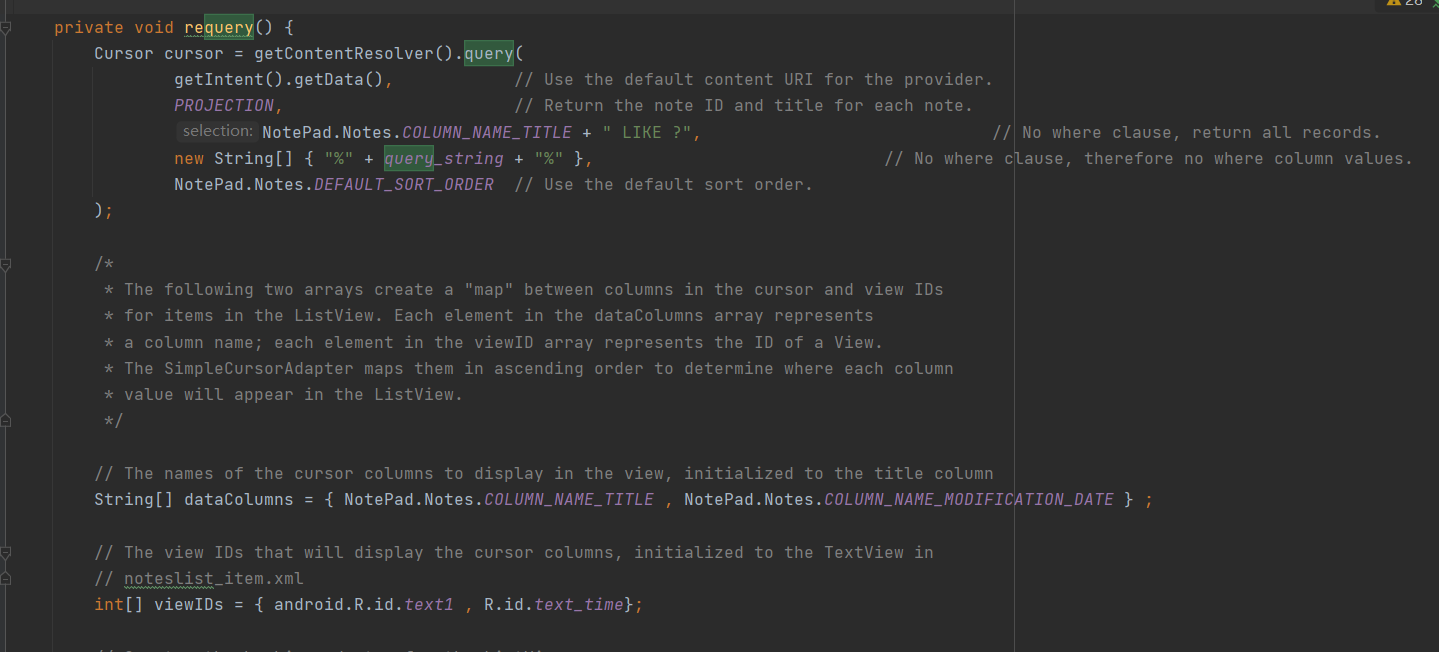 28
private void requery() {
Cursor cursor = getContentResolver().query(
getIntent().getData(),            // Use the default content URI for the provider.
PROJECTION,                       // Return the note ID and title for each note.
selection: NotePad.Notes.COLUMN_NAME_TITLE + " LIKE ?",                             // No where clause, return all records.
new String[] { "%" + query_string + "%" },                             // No where clause, therefore no where column values.
NotePad.Notes.DEFAULT_SORT_ORDER  // Use the default sort order.
);
/*
* The following two arrays create a "map" between columns in the cursor and view IDs
* for items in the ListView. Each element in the dataColumns array represents
* a column name; each element in the viewID array represents the ID of a View.
* The SimpleCursorAdapter maps them in ascending order to determine where each column
* value will appear in the ListView.
*/
// The names of the cursor columns to display in the view, initialized to the title column
String[] dataColumns = { NotePad.Notes.COLUMN_NAME_TITLE , NotePad.Notes.COLUMN_NAME_MODIFICATION_DATE } ;
// The view IDs that will display the cursor columns, initialized to the TextView in
// noteslist_item.xml
int[] viewIDs = { android.R.id.text1 , R.id.text_time};